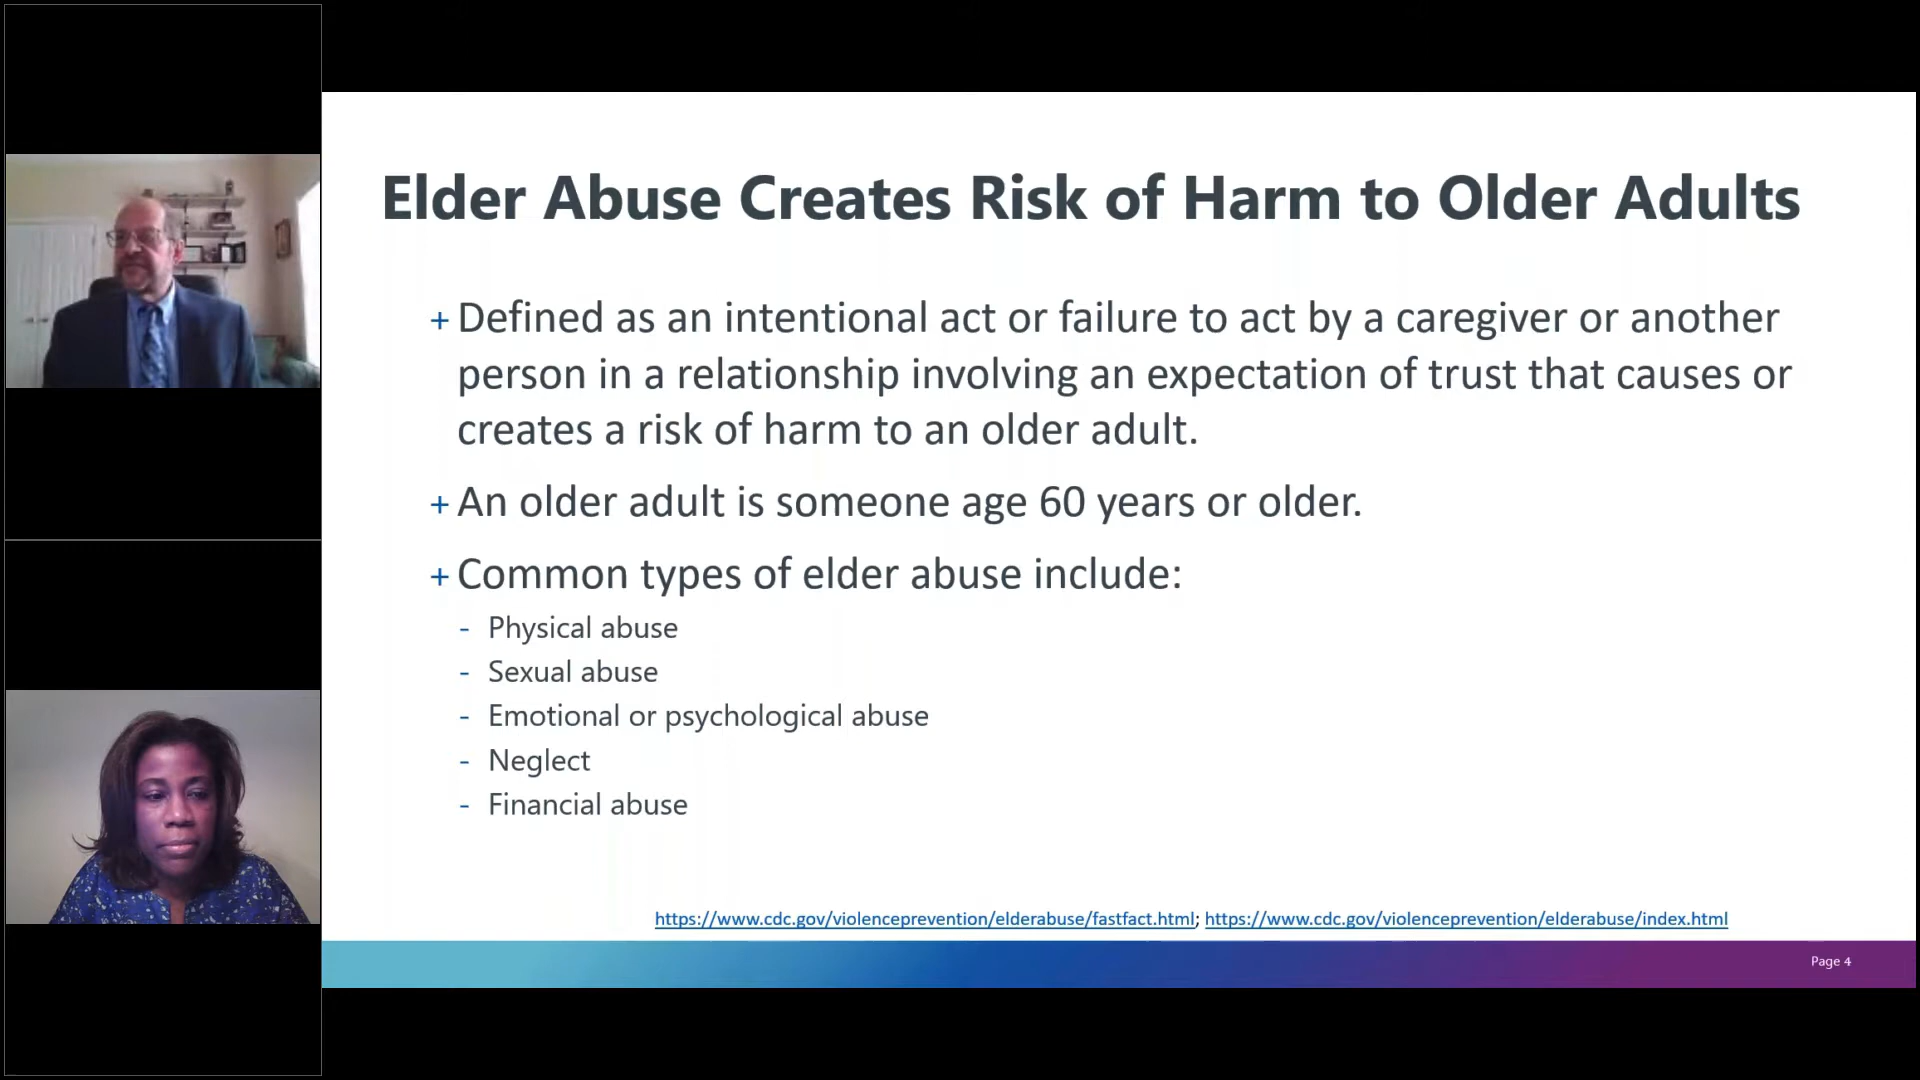 Elder Abuse Creates Risk of Harm to Older Adults
+ Defined as an intentional act or failure to act by a caregiver or another
person in a relationship involving an expectation of trust that causes or
creates a risk of harm to an older adult.
+ An older adult is someone age 60 years or older.
+ Common types of elder abuse include:
- Physical abuse
- Sexual abuse
- Emotional or psychological abuse
- Neglect
- Financial abuse
https://www.cdc.gov/violenceprevention/elderabuse/fastfact.html; https://www.cdc.gov/violenceprevention/elderabuse/index.html
Page 4